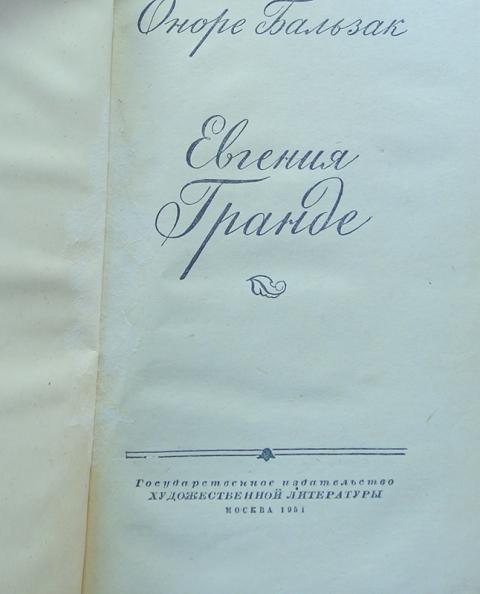 Оноре Бальзак
Евгения
Гранде
Государственное издательство
ХУДОЖЕСТВЕННОЙ ЛИТЕРАТУРЫ
МОСКВА 1951